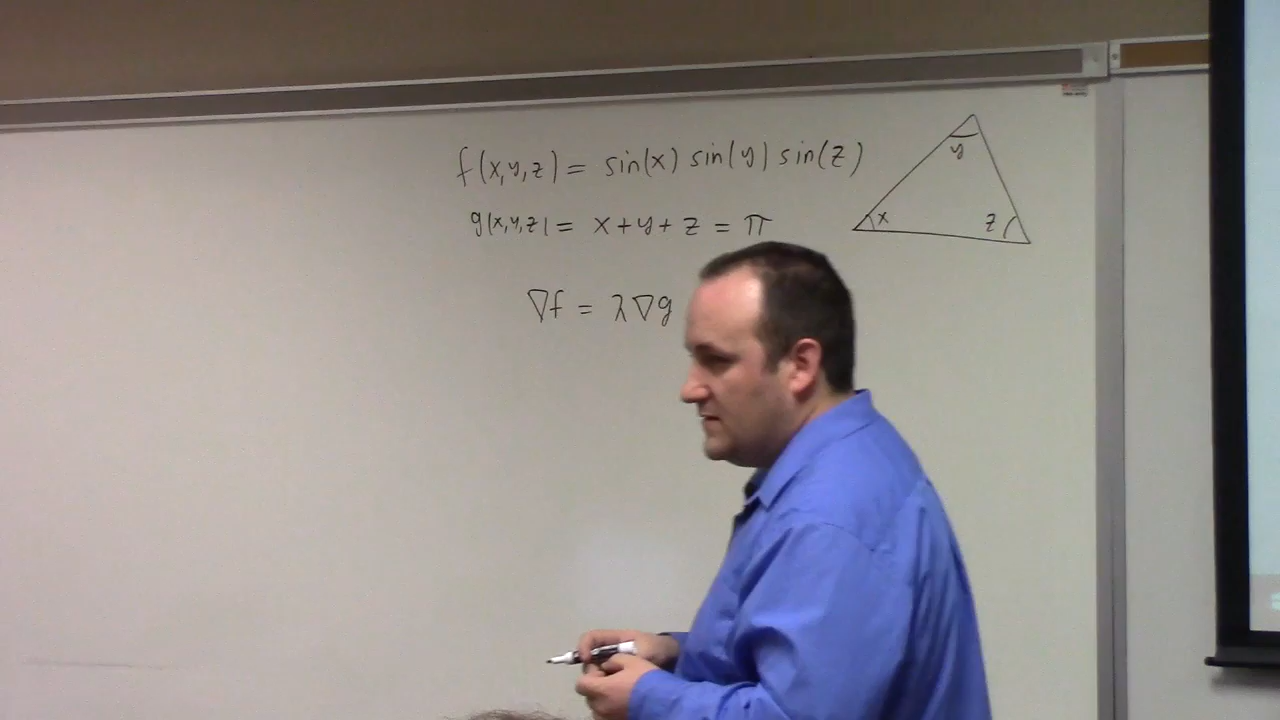 f(x,y,z) = sin(x) sin(y) sin(z)
y
g(x,y,z) = x+y+z = π
x
z
∇f = λ∇g